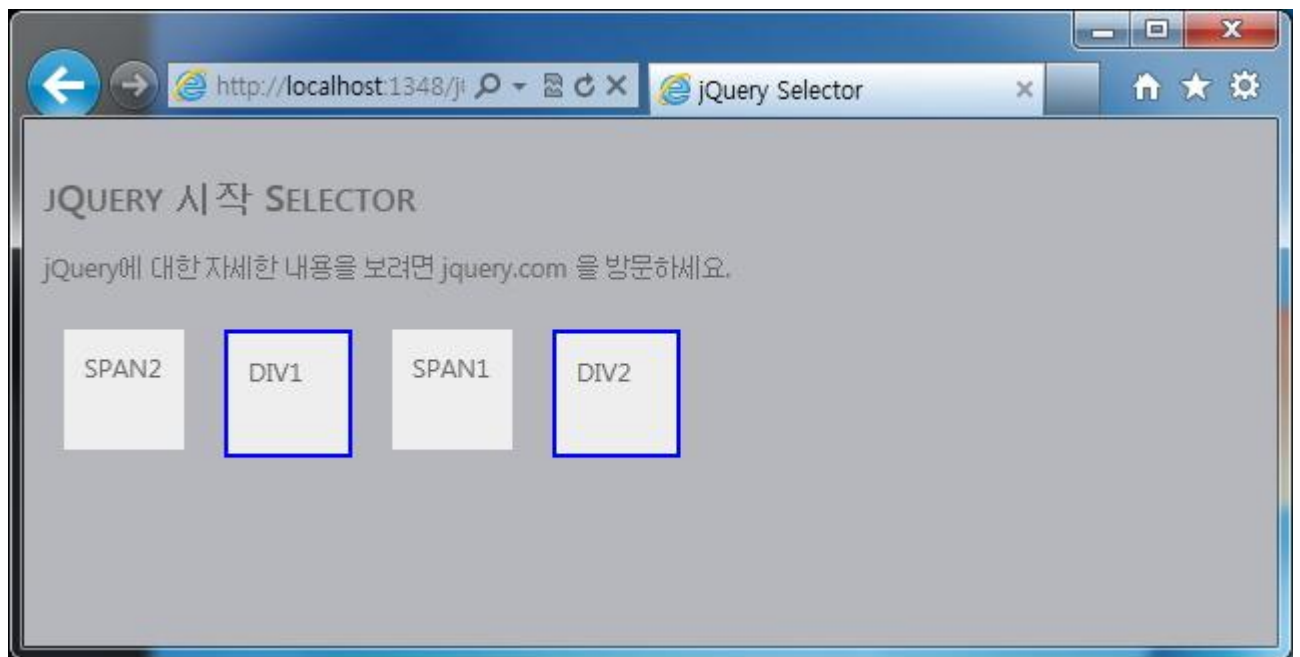 http://localhost:1348/j
jQuery Selector
JQUERY 시작 SELECTOR
jQuery에 대한 자세한 내용을 보려면 jquery.com 을 방문하세요.
SPAN2
DIV1
SPAN1
DIV2